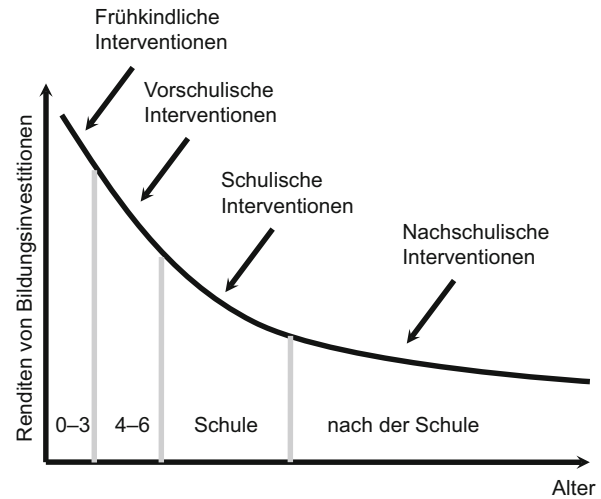 Frühkindliche
Interventionen
Vorschulische
Interventionen
Schulische
Interventionen
Nachschulische
Interventionen
Renditen von Bildungsinvestitionen
0–3
4–6
Schule
nach der Schule
Alter